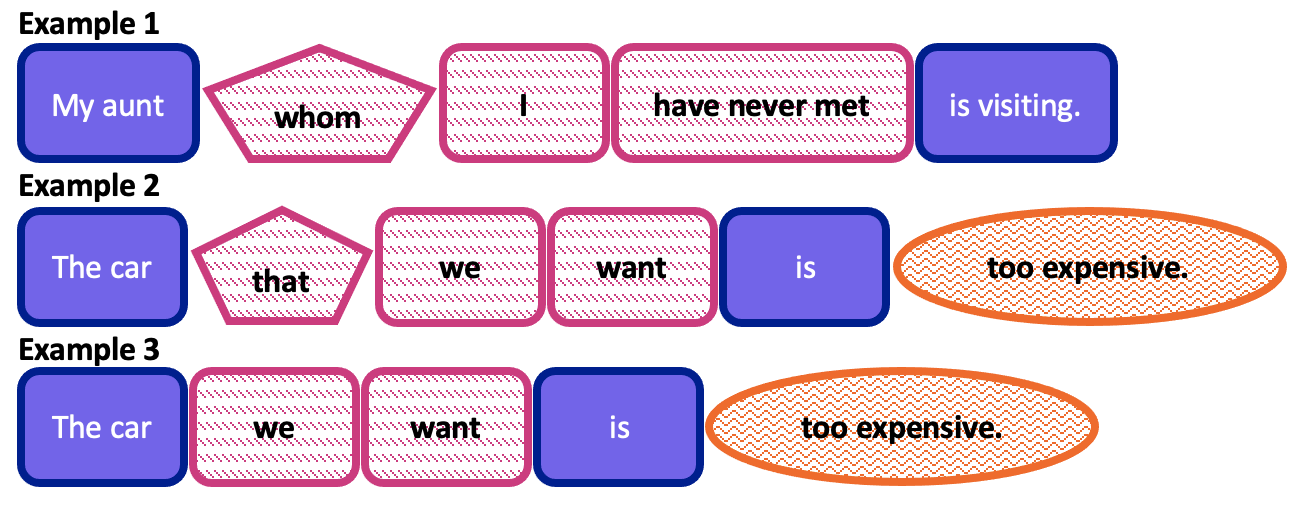 Example 1
My aunt whom I have never met is visiting.
Example 2
The car that we want is too expensive.
Example 3
The car we want is too expensive.